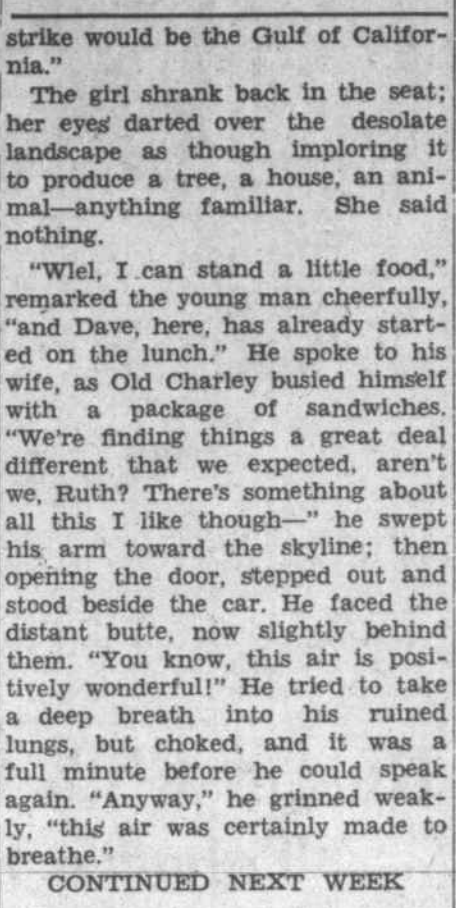 strike would be the Gulf of Califor-
nia."
The girl shrank back in the seat;
her eyes darted over the desolate
landscape as though imploring it
to produce a tree, a house, an ani-
mal—anything familiar. She said
nothing.
"Wlel, I can stand a little food,"
remarked the young man cheerfully,
"and Dave, here, has already start-
ed on the lunch." He spoke to his
wife, as Old Charley busied himself
with a package of sandwiches.
"We're finding things a great deal
different that we expected, aren't
we, Ruth? There's something about
all this I like though—" he swept
his arm toward the skyline; then
opening the door, stepped out and
stood beside the car. He faced the
distant butte, now slightly behind
them. "You know, this air is posi-
tively wonderful!" He tried to take
a deep breath into his ruined
lungs, but choked, and it was a
full minute before he could speak
again. "Anyway," he grinned weak-
ly, "this air was certainly made to
breathe."
CONTINUED NEXT WEEK